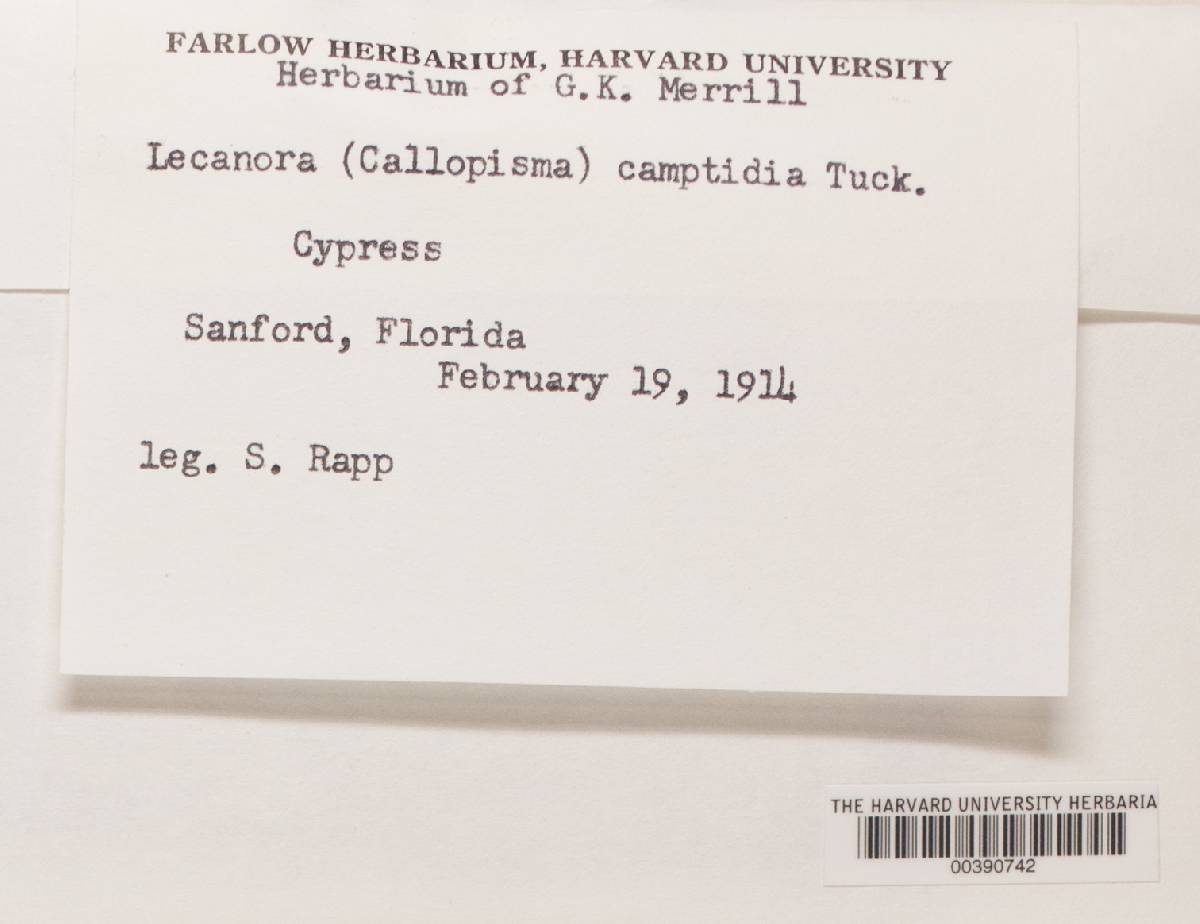 FARLOW HERBARIUM, HARVARD UNIVERSITY
Herbarium of G.K. Merrill
Lecanora (Callopisma) camptidia Tuck.
Cypress
Sanford, Florida
February 19, 1914
leg. S. Rapp
THE HARVARD UNIVERSITY HERBARIA
00390742